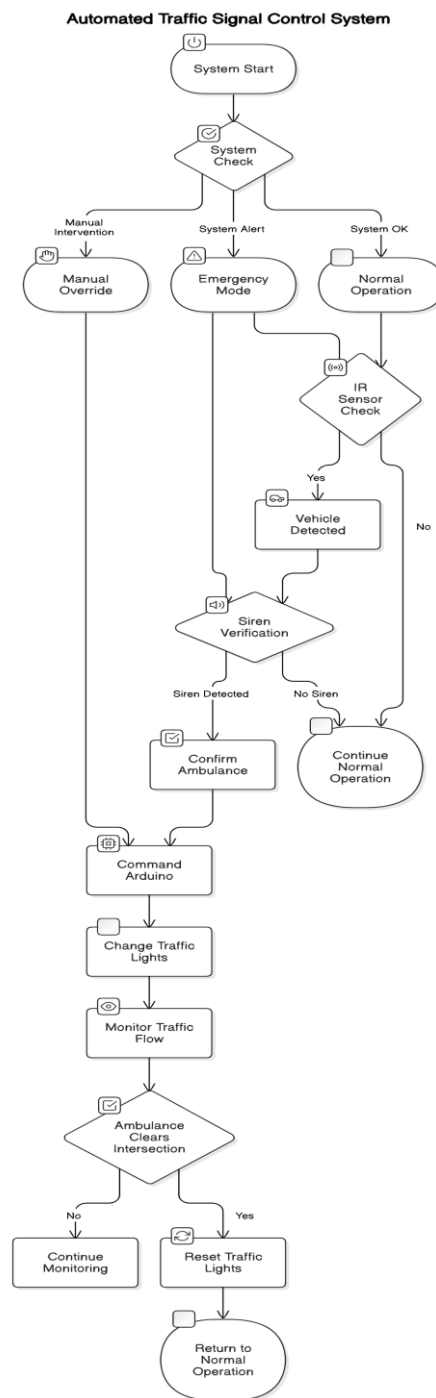 Automated Traffic Signal Control System
System Start
System
Check
Manual
Intervention
System Alert
System OK
Manual
Override
Emergency
Mode
Normal
Operation
IR
Sensor
Check
Yes
No
Vehicle
Detected
Siren
Verification
Siren Detected
No Siren
Confirm
Ambulance
Continue
Normal
Operation
Command
Arduino
Change Traffic
Lights
Monitor Traffic
Flow
Ambulance
Clears
Intersection
No
Yes
Continue
Monitoring
Reset Traffic
Lights
Return to
Normal
Operation